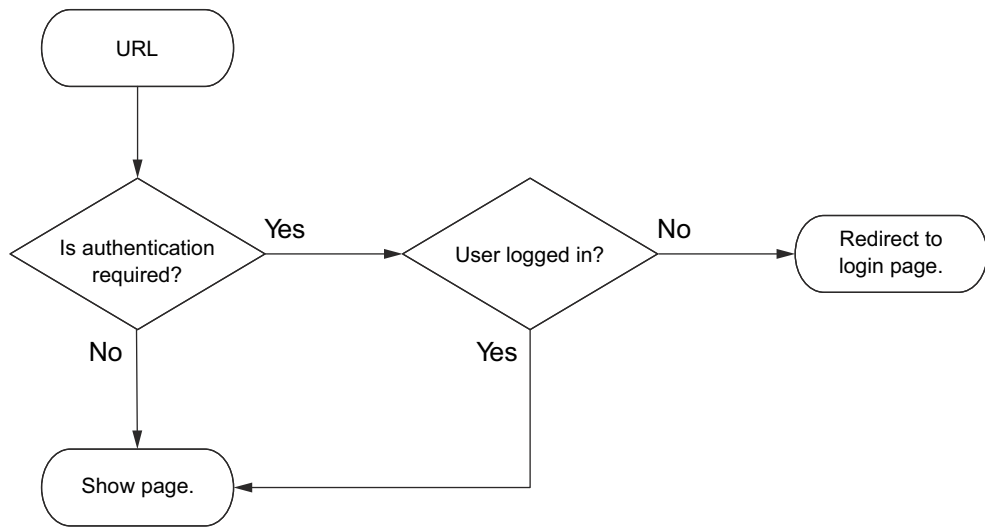 URL
Is authentication
required?
Yes
User logged in?
No
Redirect to
login page.
No
Yes
Show page.